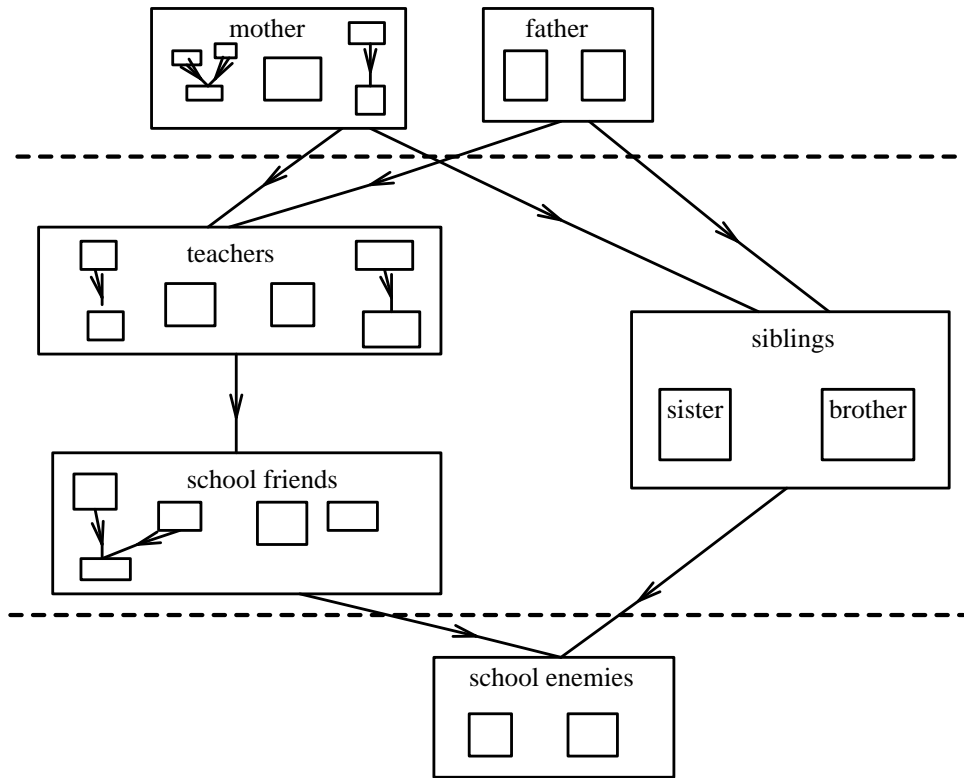 mother
father
teachers
siblings
sister
brother
school friends
school enemies